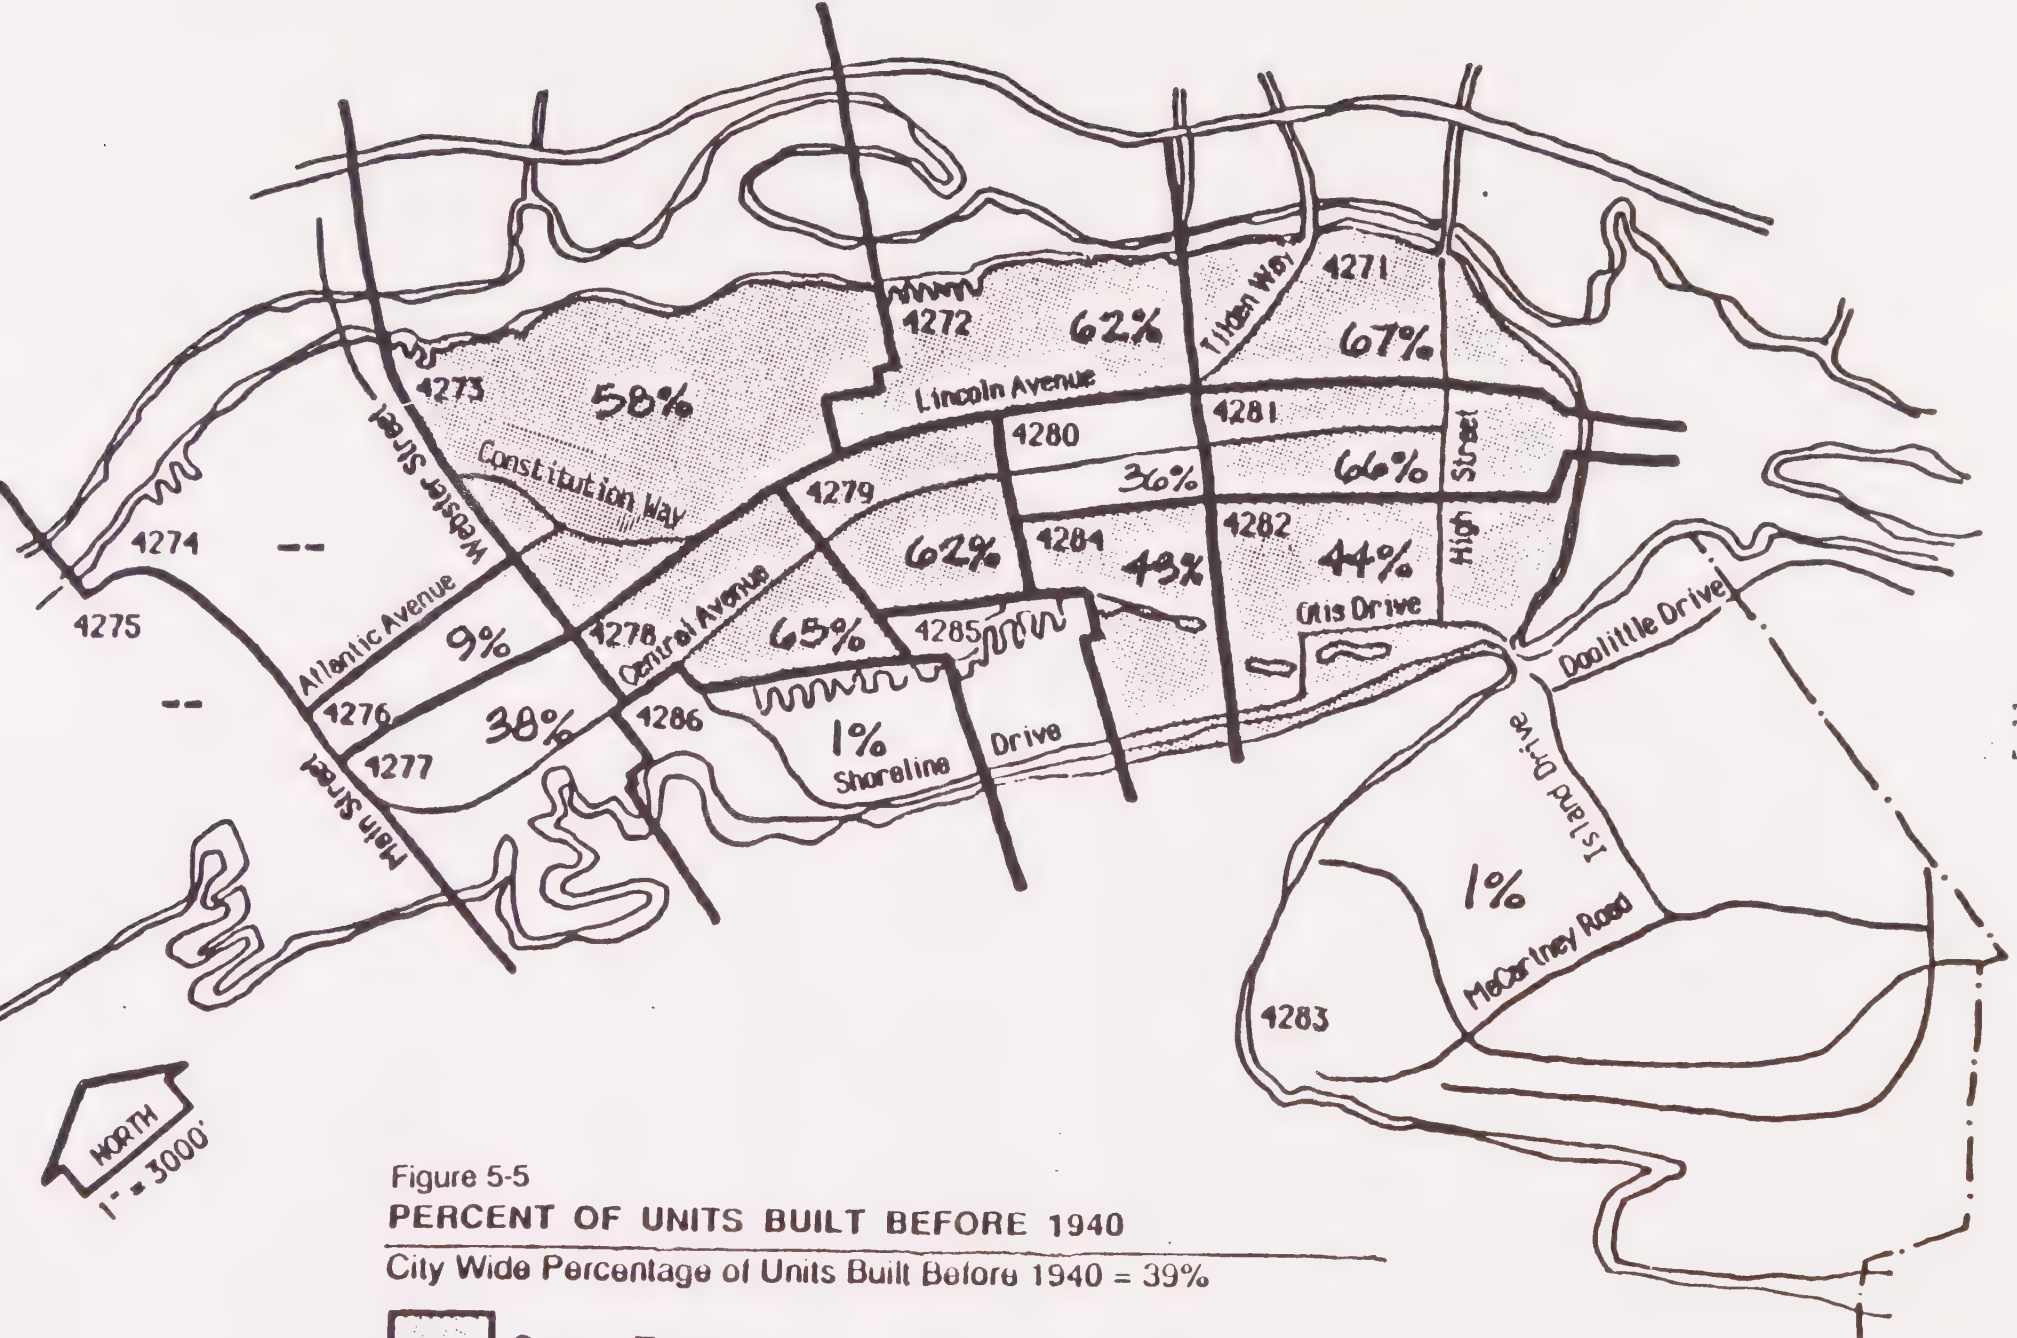 4271
4272
62%
Tilden Way
67%
4273
58%
Lincoln Avenue
4281
4280
Webster Street
Constitution Way
36%
66%
High Street
4279
4274
--
62%
4284
43%
4282
44%
4275
Atlantic Avenue
9%
4278
Central Avenue
65%
4285
Otis Drive
Doolittle Drive
--
4276
38%
4286
1%
Shoreline Drive
4277
Main Street
Island Drive
1%
McCartney Road
4283
NORTH
1" = 3000'
Figure 5-5
PERCENT OF UNITS BUILT BEFORE 1940
City Wide Percentage of Units Built Before 1940 = 39%